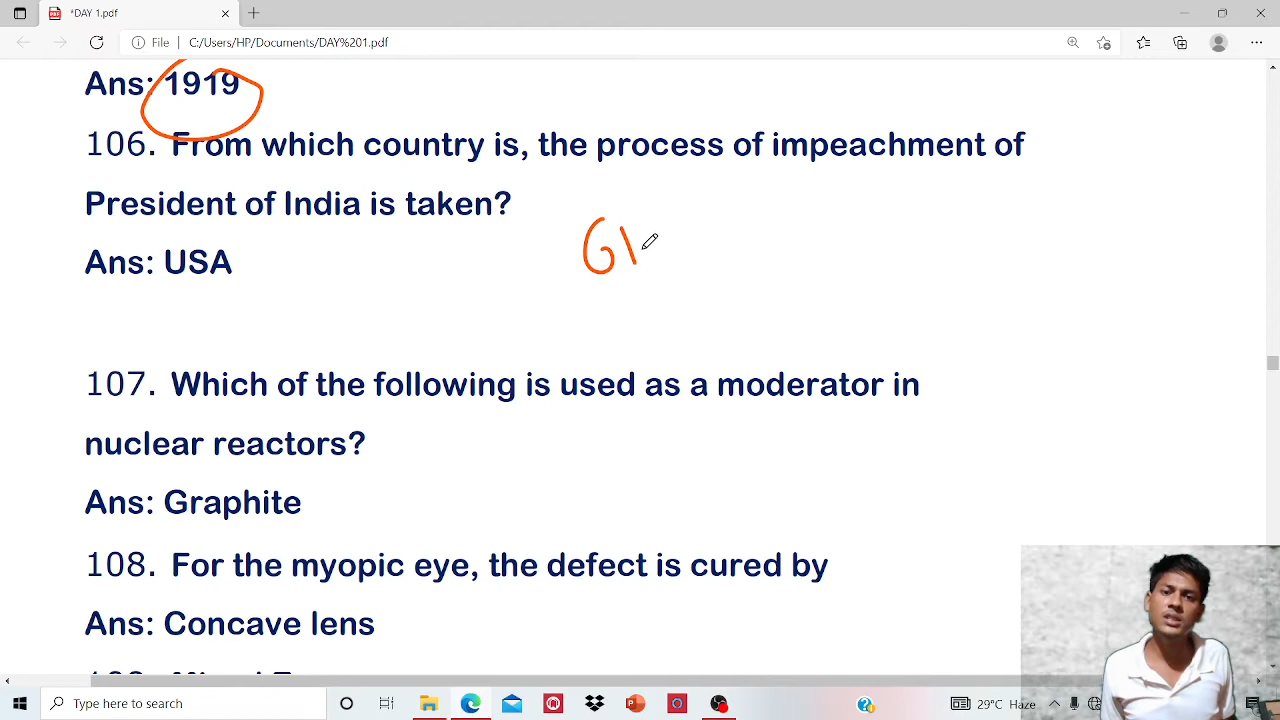 *DAY 1.pdf
File C:/Users/HP/Documents/DAY%201.pdf
Ans: 1919
106. From which country is, the process of impeachment of
President of India is taken?
Ans: USA
107. Which of the following is used as a moderator in
nuclear reactors?
Ans: Graphite
108. For the myopic eye, the defect is cured by
Ans: Concave lens
Type here to search
29°C Haze